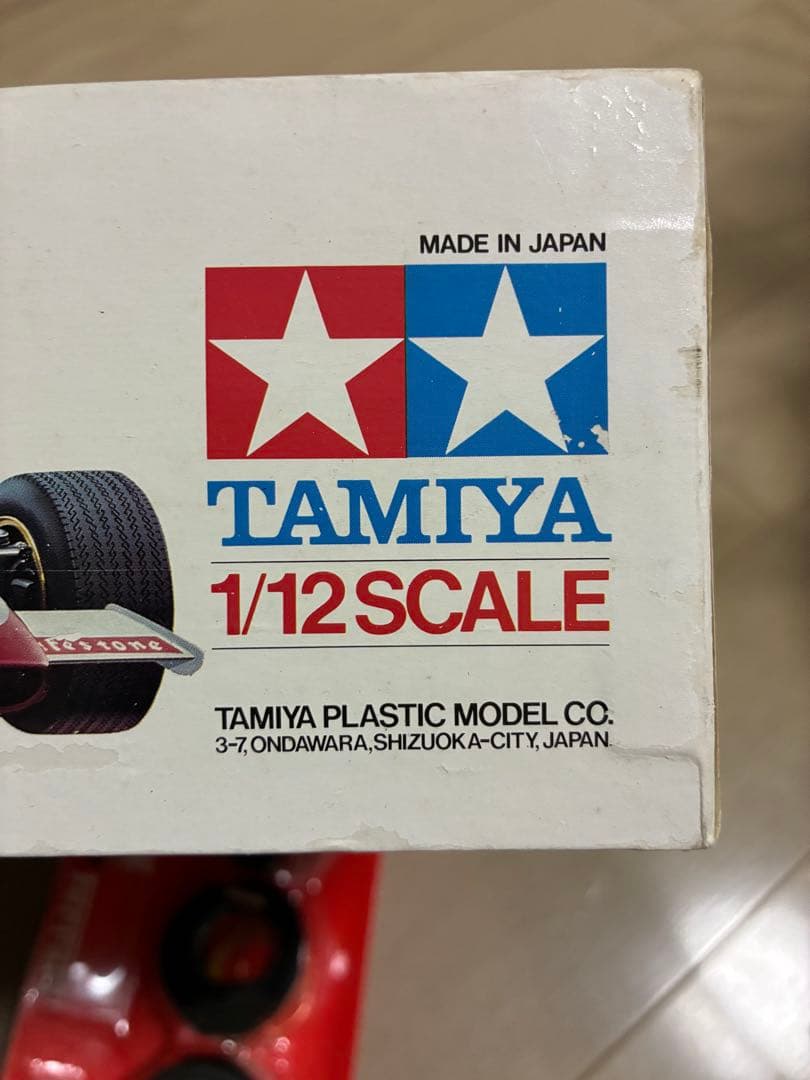 MADE IN JAPAN
TAMIYA
1/12 SCALE
TAMIYA PLASTIC MODEL CO.
3-7, ONDAWARA, SHIZUOKA-CITY, JAPAN.